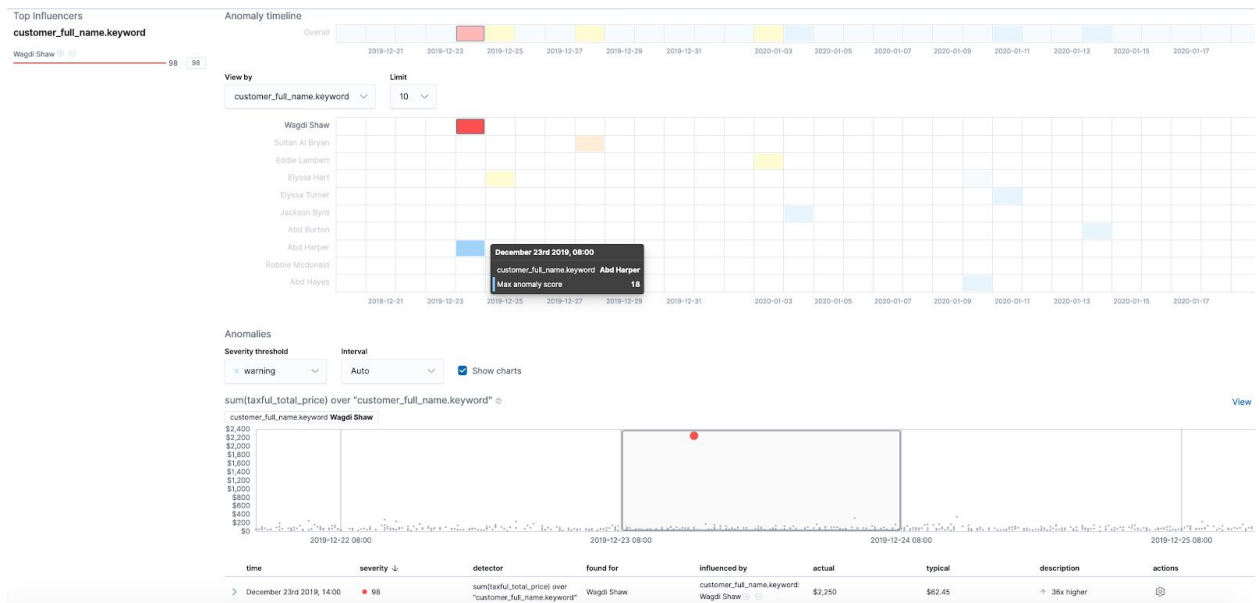 Top Influencers
customer_full_name.keyword
Wagdi Shaw
98 98
Anomaly timeline
Overall
2019-12-21 2019-12-23 2019-12-25 2019-12-27 2019-12-29 2019-12-31 2020-01-03 2020-01-05 2020-01-07 2020-01-09 2020-01-11 2020-01-13 2020-01-15 2020-01-17
View by Limit
customer_full_name.keyword 10
Wagdi Shaw
Sultan Al Bryan
Eddie Lambert
Elyssa Hart
Elyssa Turner
Jackson Byrd
Abd Burton
Abd Harper
Robbie Mcdonald
Abd Hayes
December 23rd 2019, 08:00
customer_full_name.keyword Abd Harper
Max anomaly score 18
2019-12-21 2019-12-23 2019-12-25 2019-12-27 2019-12-29 2019-12-31 2020-01-03 2020-01-05 2020-01-07 2020-01-09 2020-01-11 2020-01-13 2020-01-15 2020-01-17
Anomalies
Severity threshold Interval
warning Auto Show charts
sum(taxful_total_price) over "customer_full_name.keyword" View
customer_full_name.keyword Wagdi Shaw
$2,400
$2,200
$2,000
$1,800
$1,600
$1,400
$1,200
$1,000
$800
$600
$400
$200
$0
2019-12-22 08:00 2019-12-23 08:00 2019-12-24 08:00 2019-12-25 08:00
time severity ↓ detector found for influenced by actual typical description actions
December 23rd 2019, 14:00 98 sum(taxful_total_price) over "customer_full_name.keyword" Wagdi Shaw customer_full_name.keyword: Wagdi Shaw $2,250 $62.45 ↑ 36x higher